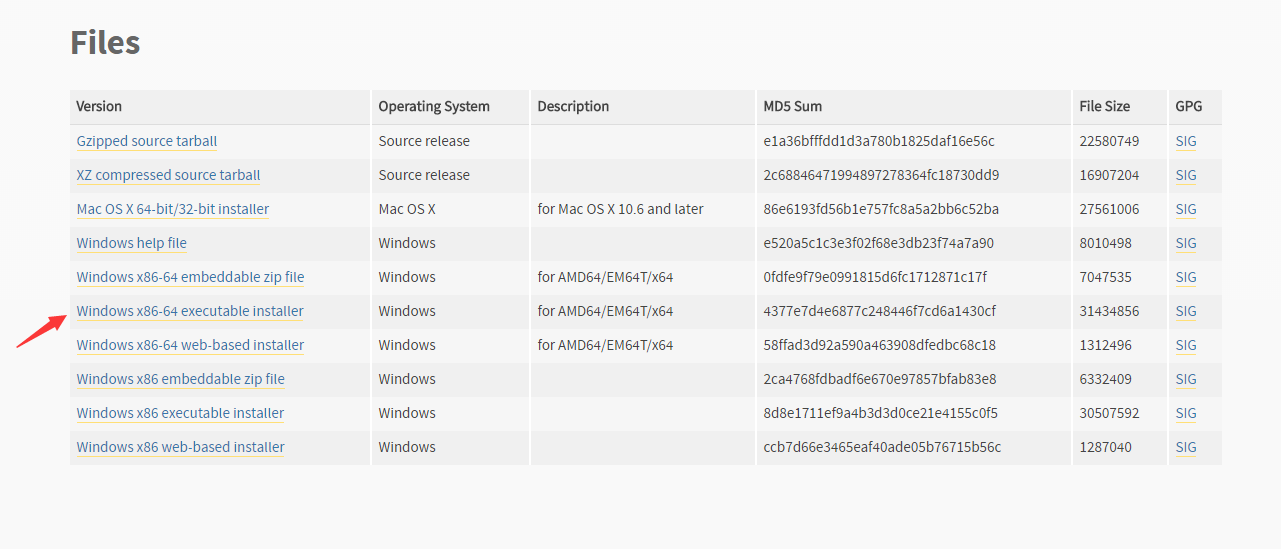 Files
Version Operating System Description MD5 Sum File Size GPG
Gzipped source tarball Source release e1a36bfffdd1d3a780b1825daf16e56c 22580749 SIG
XZ compressed source tarball Source release 2c68846471994897278364fc18730dd9 16907204 SIG
Mac OS X 64-bit/32-bit installer Mac OS X for Mac OS X 10.6 and later 86e6193fd56b1e757fc8a5a2bb6c52ba 27561006 SIG
Windows help file Windows e520a5c1c3e3f02f68e3db23f74a7a90 8010498 SIG
Windows x86-64 embeddable zip file Windows for AMD64/EM64T/x64 0fdfe9f79e0991815d6fc1712871c17f 7047535 SIG
Windows x86-64 executable installer Windows for AMD64/EM64T/x64 4377e7d4e6877c248446f7cd6a1430cf 31434856 SIG
Windows x86-64 web-based installer Windows for AMD64/EM64T/x64 58ffad3d92a590a463908dfedbc68c18 1312496 SIG
Windows x86 embeddable zip file Windows 2ca4768fdbadf6e670e97857bfab83e8 6332409 SIG
Windows x86 executable installer Windows 8d8e1711ef9a4b3d3d0ce21e4155c0f5 30507592 SIG
Windows x86 web-based installer Windows ccb7d66e3465eaf40ade05b76715b56c 1287040 SIG